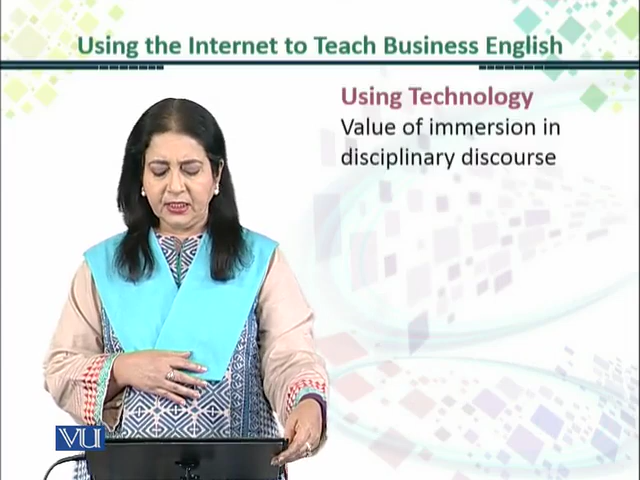 Using the Internet to Teach Business English
Using Technology
Value of immersion in
disciplinary discourse
VU